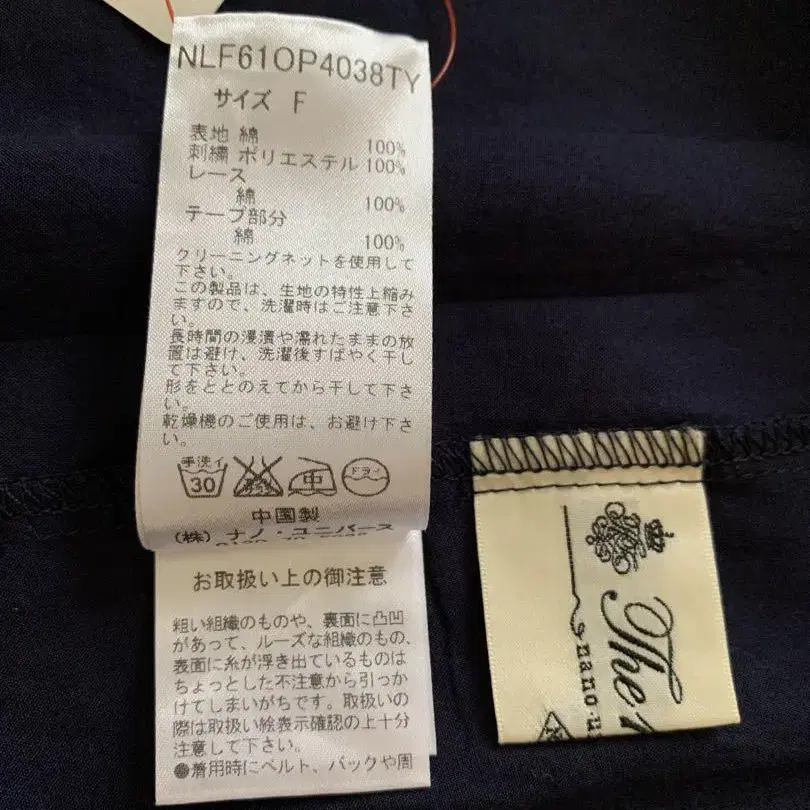 NLF61OP4038TY
サイズ F
表地 綿 100%
刺繍 ポリエステル 100%
レース
綿 100%
テープ部分
綿 100%
クリーニングネットを使用して
下さい。
この製品は、生地の特性上縮み
ますので、洗濯時はご注意下さ
い。
長時間の浸漬や濡れたままの放
置は避け、洗濯後すばやく干し
て下さい。
形をととのえてから干して下さ
い。
乾燥機のご使用は、お避け下さ
い。
手洗イ
30
中
ドライ
中国製
(株) ナノ・ユニバース
お取扱い上の御注意
粗い組織のものや、裏面に凸凹
があって、ルーズな組織のもの、
表面に糸が浮き出ているものは
ちょっとした不注意から引っか
けてしまいがちです。取扱いの
際は取扱い絵表示確認の上十分
注意して下さい。
●着用時にベルト、バックや周
The
nano・u